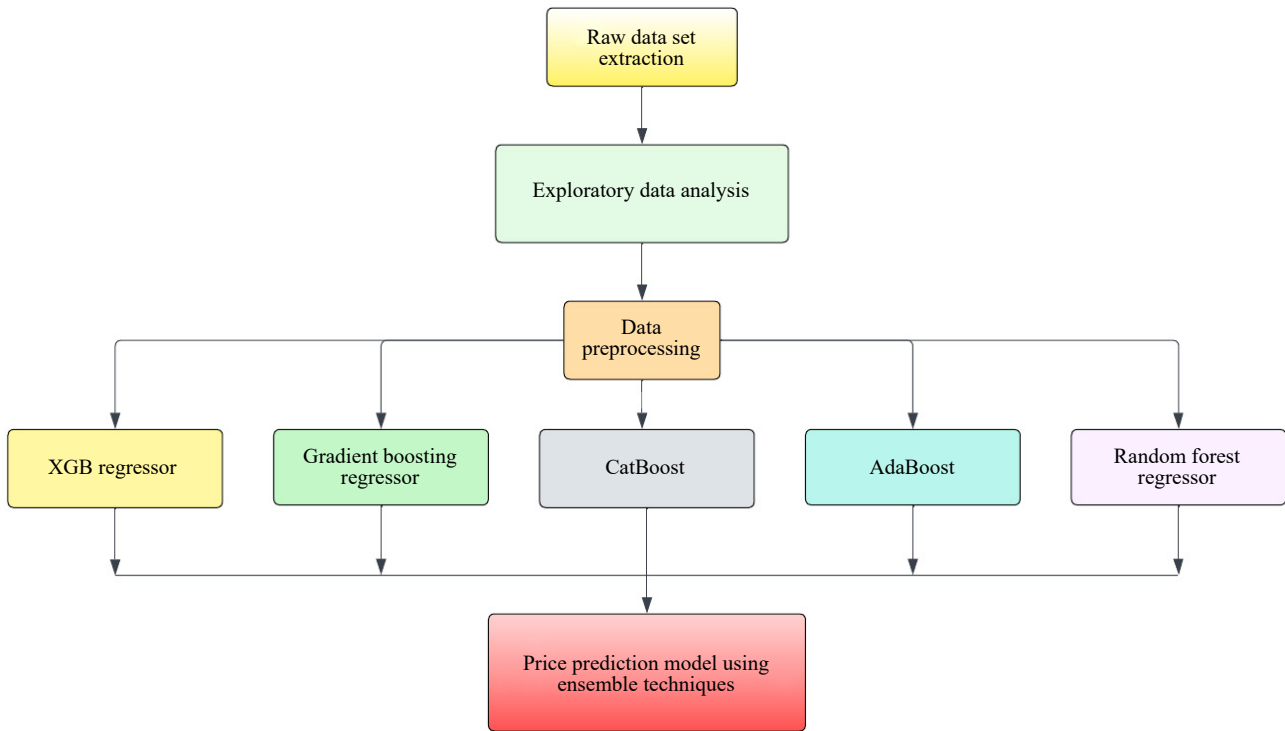 Raw data set
extraction
Exploratory data analysis
Data
preprocessing
XGB regressor
Gradient boosting
regressor
CatBoost
AdaBoost
Random forest
regressor
Price prediction model using
ensemble techniques